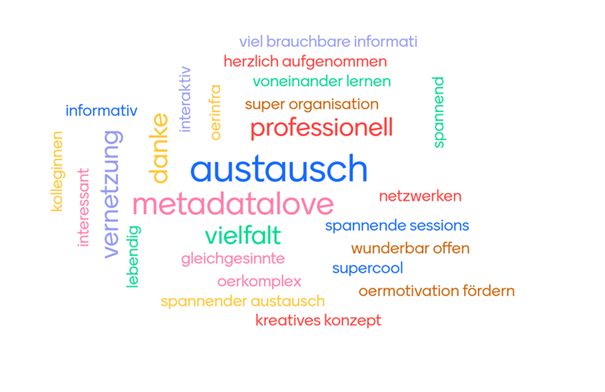 viel brauchbare informati
herzlich aufgenommen
interaktiv
voneinander lernen
spannend
oerinfra
super organisation
informativ
professionell
danke
kolleginnen
vernetzung
austausch
interessant
metadatalove
netzwerken
lebendig
vielfalt
spannende sessions
wunderbar offen
gleichgesinnte
supercool
oerkomplex
oermotivation fördern
spannender austausch
kreatives konzept